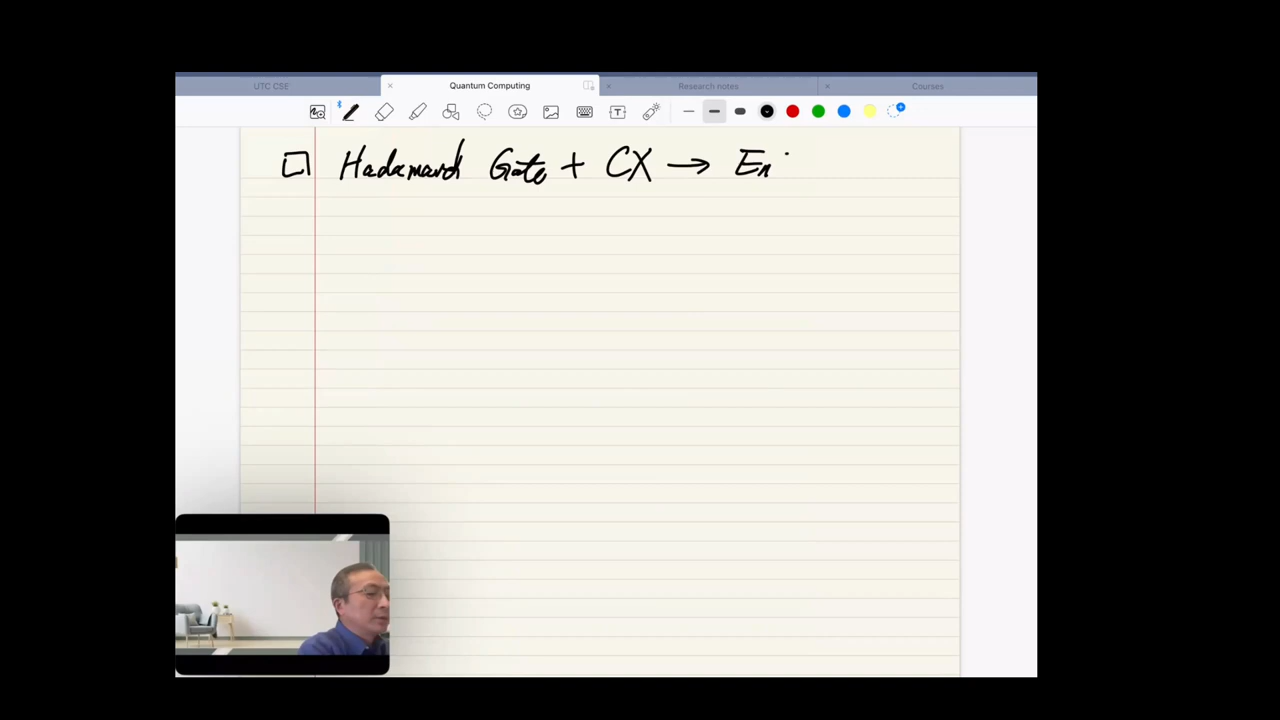 UTC CSE
Quantum Computing
Research notes
Courses
□ Hadamard Gate + CX → En